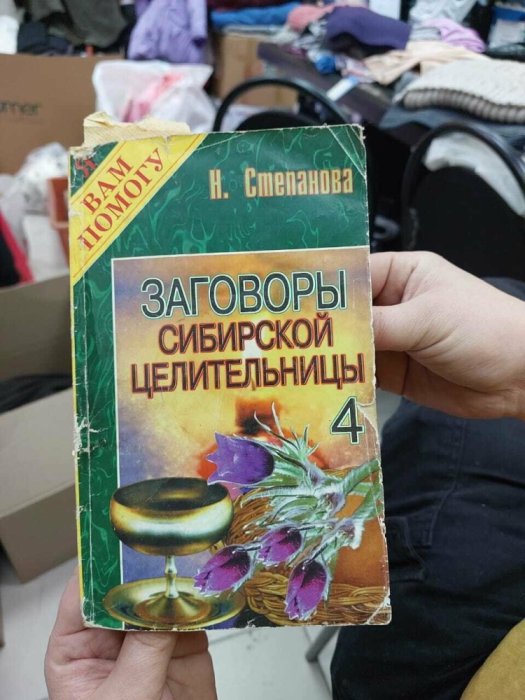 Я
ВАМ
ПОМОГУ
Н. Степанова
ЗАГОВОРЫ
СИБИРСКОЙ
ЦЕЛИТЕЛЬНИЦЫ
4